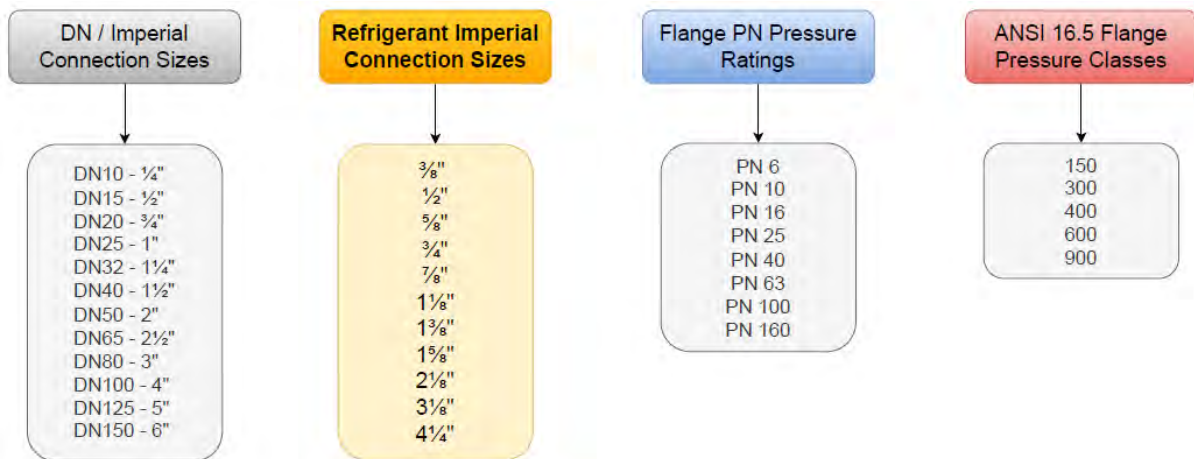 DN / Imperial
Connection Sizes
DN10 - ¼"
DN15 - ½"
DN20 - ¾"
DN25 - 1"
DN32 - 1¼"
DN40 - 1½"
DN50 - 2"
DN65 - 2½"
DN80 - 3"
DN100 - 4"
DN125 - 5"
DN150 - 6"
Refrigerant Imperial
Connection Sizes
⅜"
½"
⅝"
¾"
⅞"
1⅛"
1⅜"
1⅝"
2⅛"
3⅛"
4¼"
Flange PN Pressure
Ratings
PN 6
PN 10
PN 16
PN 25
PN 40
PN 63
PN 100
PN 160
ANSI 16.5 Flange
Pressure Classes
150
300
400
600
900